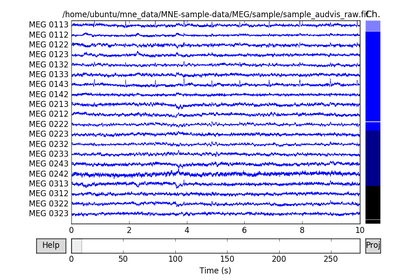 /home/ubuntu/mne_data/MNE-sample-data/MEG/sample/sample_audvis_raw.fif
Ch.
MEG 0113
MEG 0112
MEG 0122
MEG 0123
MEG 0132
MEG 0133
MEG 0143
MEG 0142
MEG 0213
MEG 0212
MEG 0222
MEG 0223
MEG 0232
MEG 0233
MEG 0243
MEG 0242
MEG 0313
MEG 0312
MEG 0322
MEG 0323
0 2 4 6 8 10
Help
Proj
0 50 100 150 200 250
Time (s)